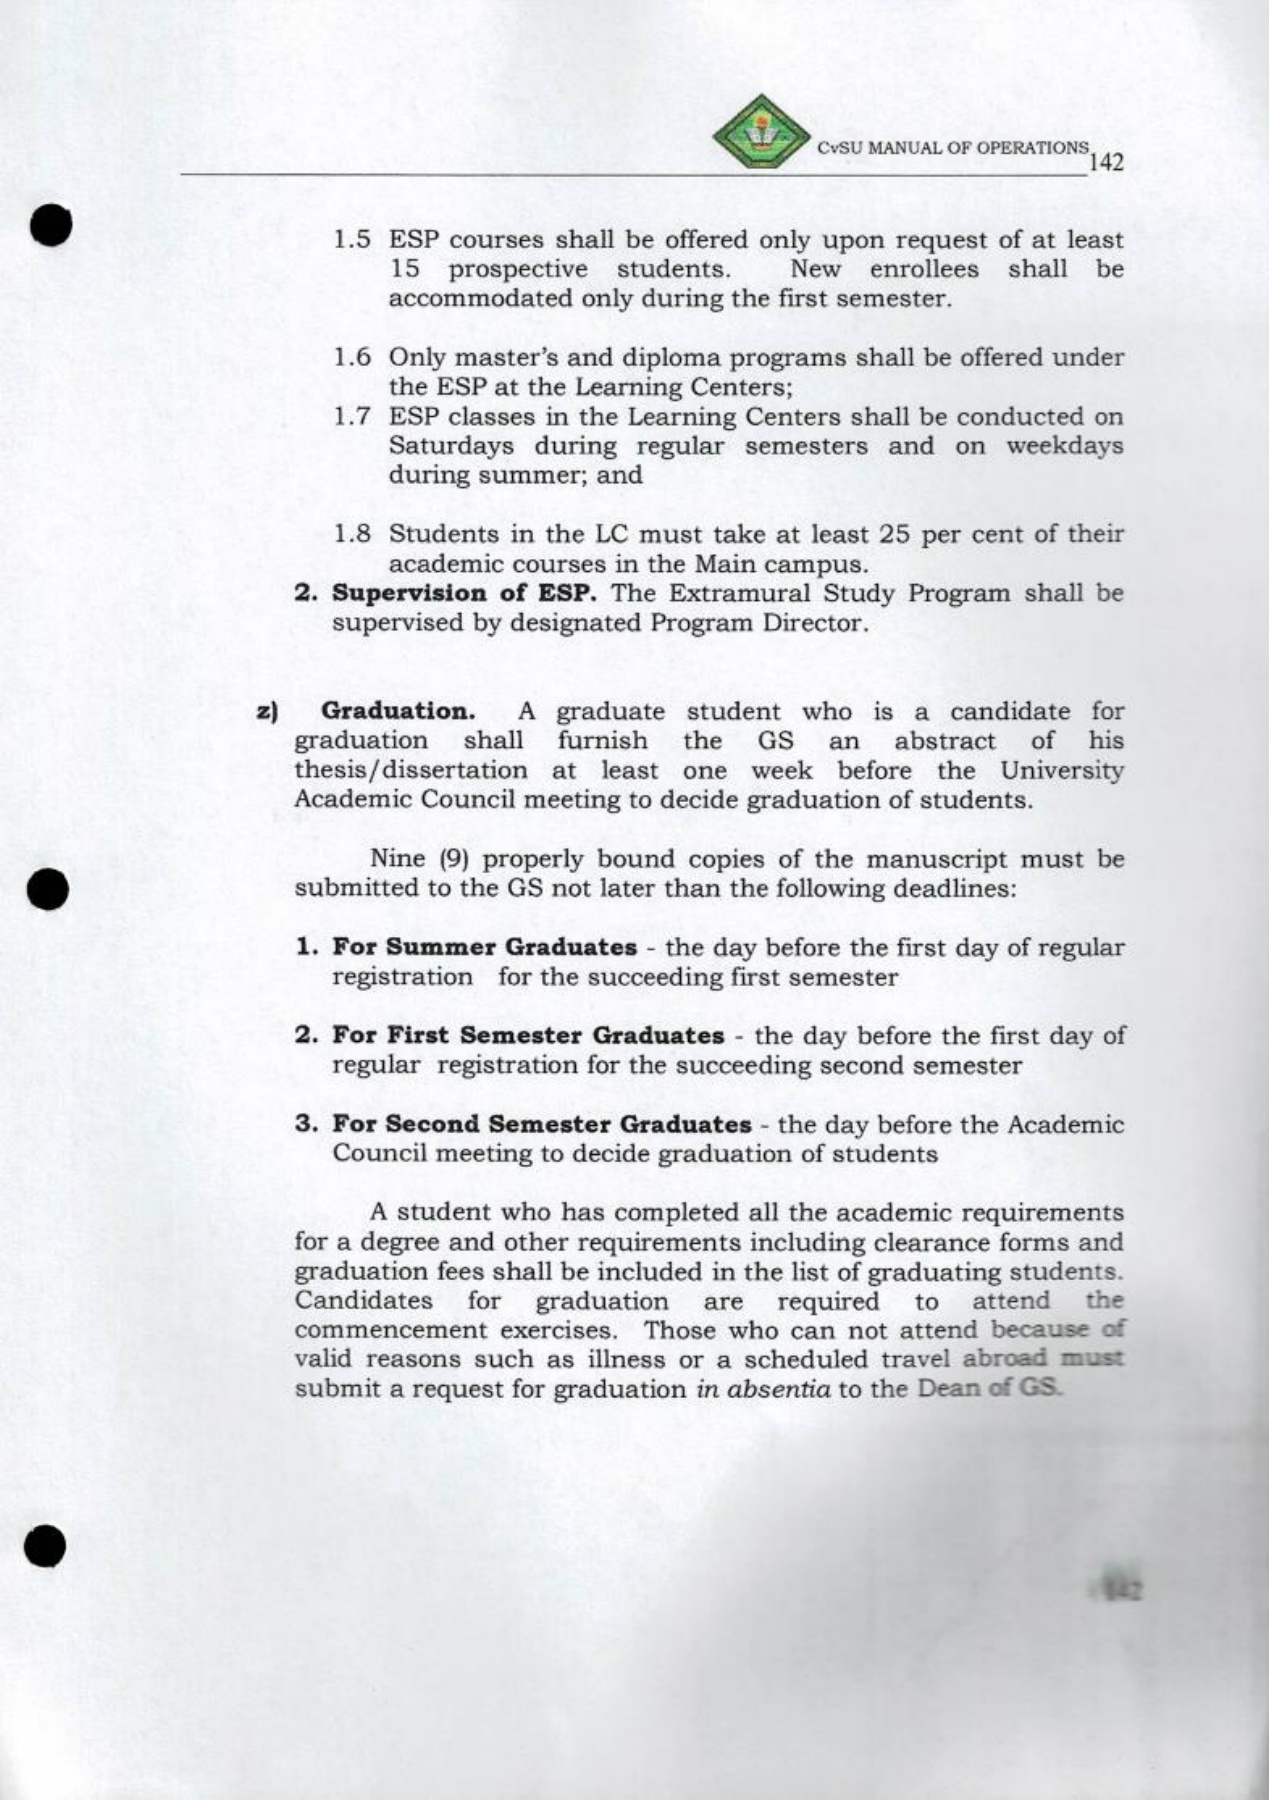 CvSU MANUAL OF OPERATIONS
142
1.5 ESP courses shall be offered only upon request of at least
15 prospective students. New enrollees shall be
accommodated only during the first semester.
1.6 Only master's and diploma programs shall be offered under
the ESP at the Learning Centers;
1.7 ESP classes in the Learning Centers shall be conducted on
Saturdays during regular semesters and on weekdays
during summer; and
1.8 Students in the LC must take at least 25 per cent of their
academic courses in the Main campus.
2. Supervision of ESP. The Extramural Study Program shall be
supervised by designated Program Director.
z) Graduation. A graduate student who is a candidate for
graduation shall furnish the GS an abstract of his
thesis/dissertation at least one week before the University
Academic Council meeting to decide graduation of students.
Nine (9) properly bound copies of the manuscript must be
submitted to the GS not later than the following deadlines:
1. For Summer Graduates - the day before the first day of regular
registration for the succeeding first semester
2. For First Semester Graduates - the day before the first day of
regular registration for the succeeding second semester
3. For Second Semester Graduates - the day before the Academic
Council meeting to decide graduation of students
A student who has completed all the academic requirements
for a degree and other requirements including clearance forms and
graduation fees shall be included in the list of graduating students.
Candidates for graduation are required to attend the
commencement exercises. Those who can not attend because of
valid reasons such as illness or a scheduled travel abroad must
submit a request for graduation in absentia to the Dean of GS.